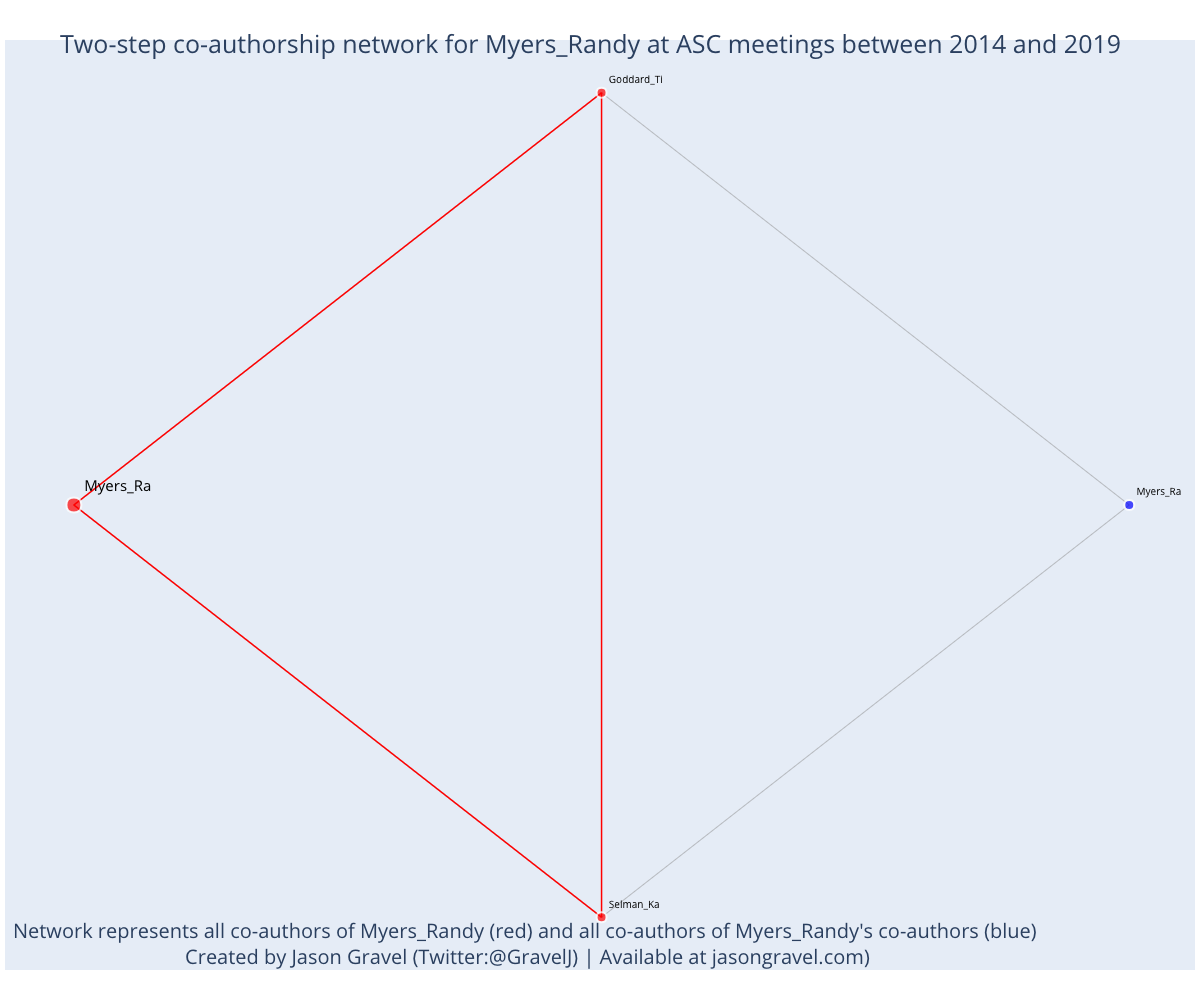 Two-step co-authorship network for Myers_Randy at ASC meetings between 2014 and 2019
Goddard_Ti
Myers_Ra
Myers_Ra
Selman_Ka
Network represents all co-authors of Myers_Randy (red) and all co-authors of Myers_Randy's co-authors (blue)
Created by Jason Gravel (Twitter:@GravelJ) | Available at jasongravel.com)